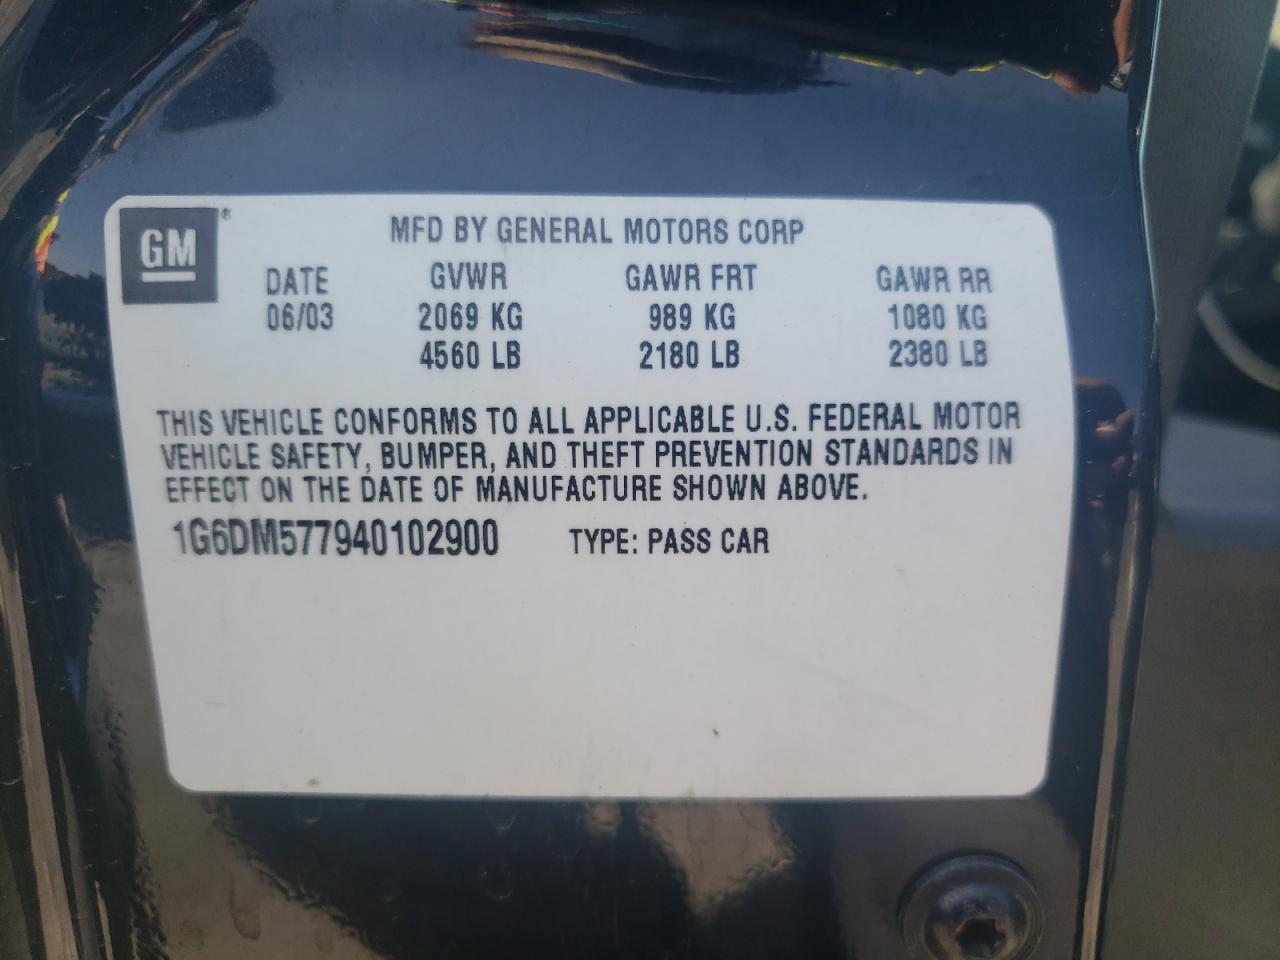 GM®
MFD BY GENERAL MOTORS CORP
DATE GVWR GAWR FRT GAWR RR
06/03 2069 KG 989 KG 1080 KG
4560 LB 2180 LB 2380 LB
THIS VEHICLE CONFORMS TO ALL APPLICABLE U.S. FEDERAL MOTOR
VEHICLE SAFETY, BUMPER, AND THEFT PREVENTION STANDARDS IN
EFFECT ON THE DATE OF MANUFACTURE SHOWN ABOVE.
1G6DM577940102900 TYPE: PASS CAR